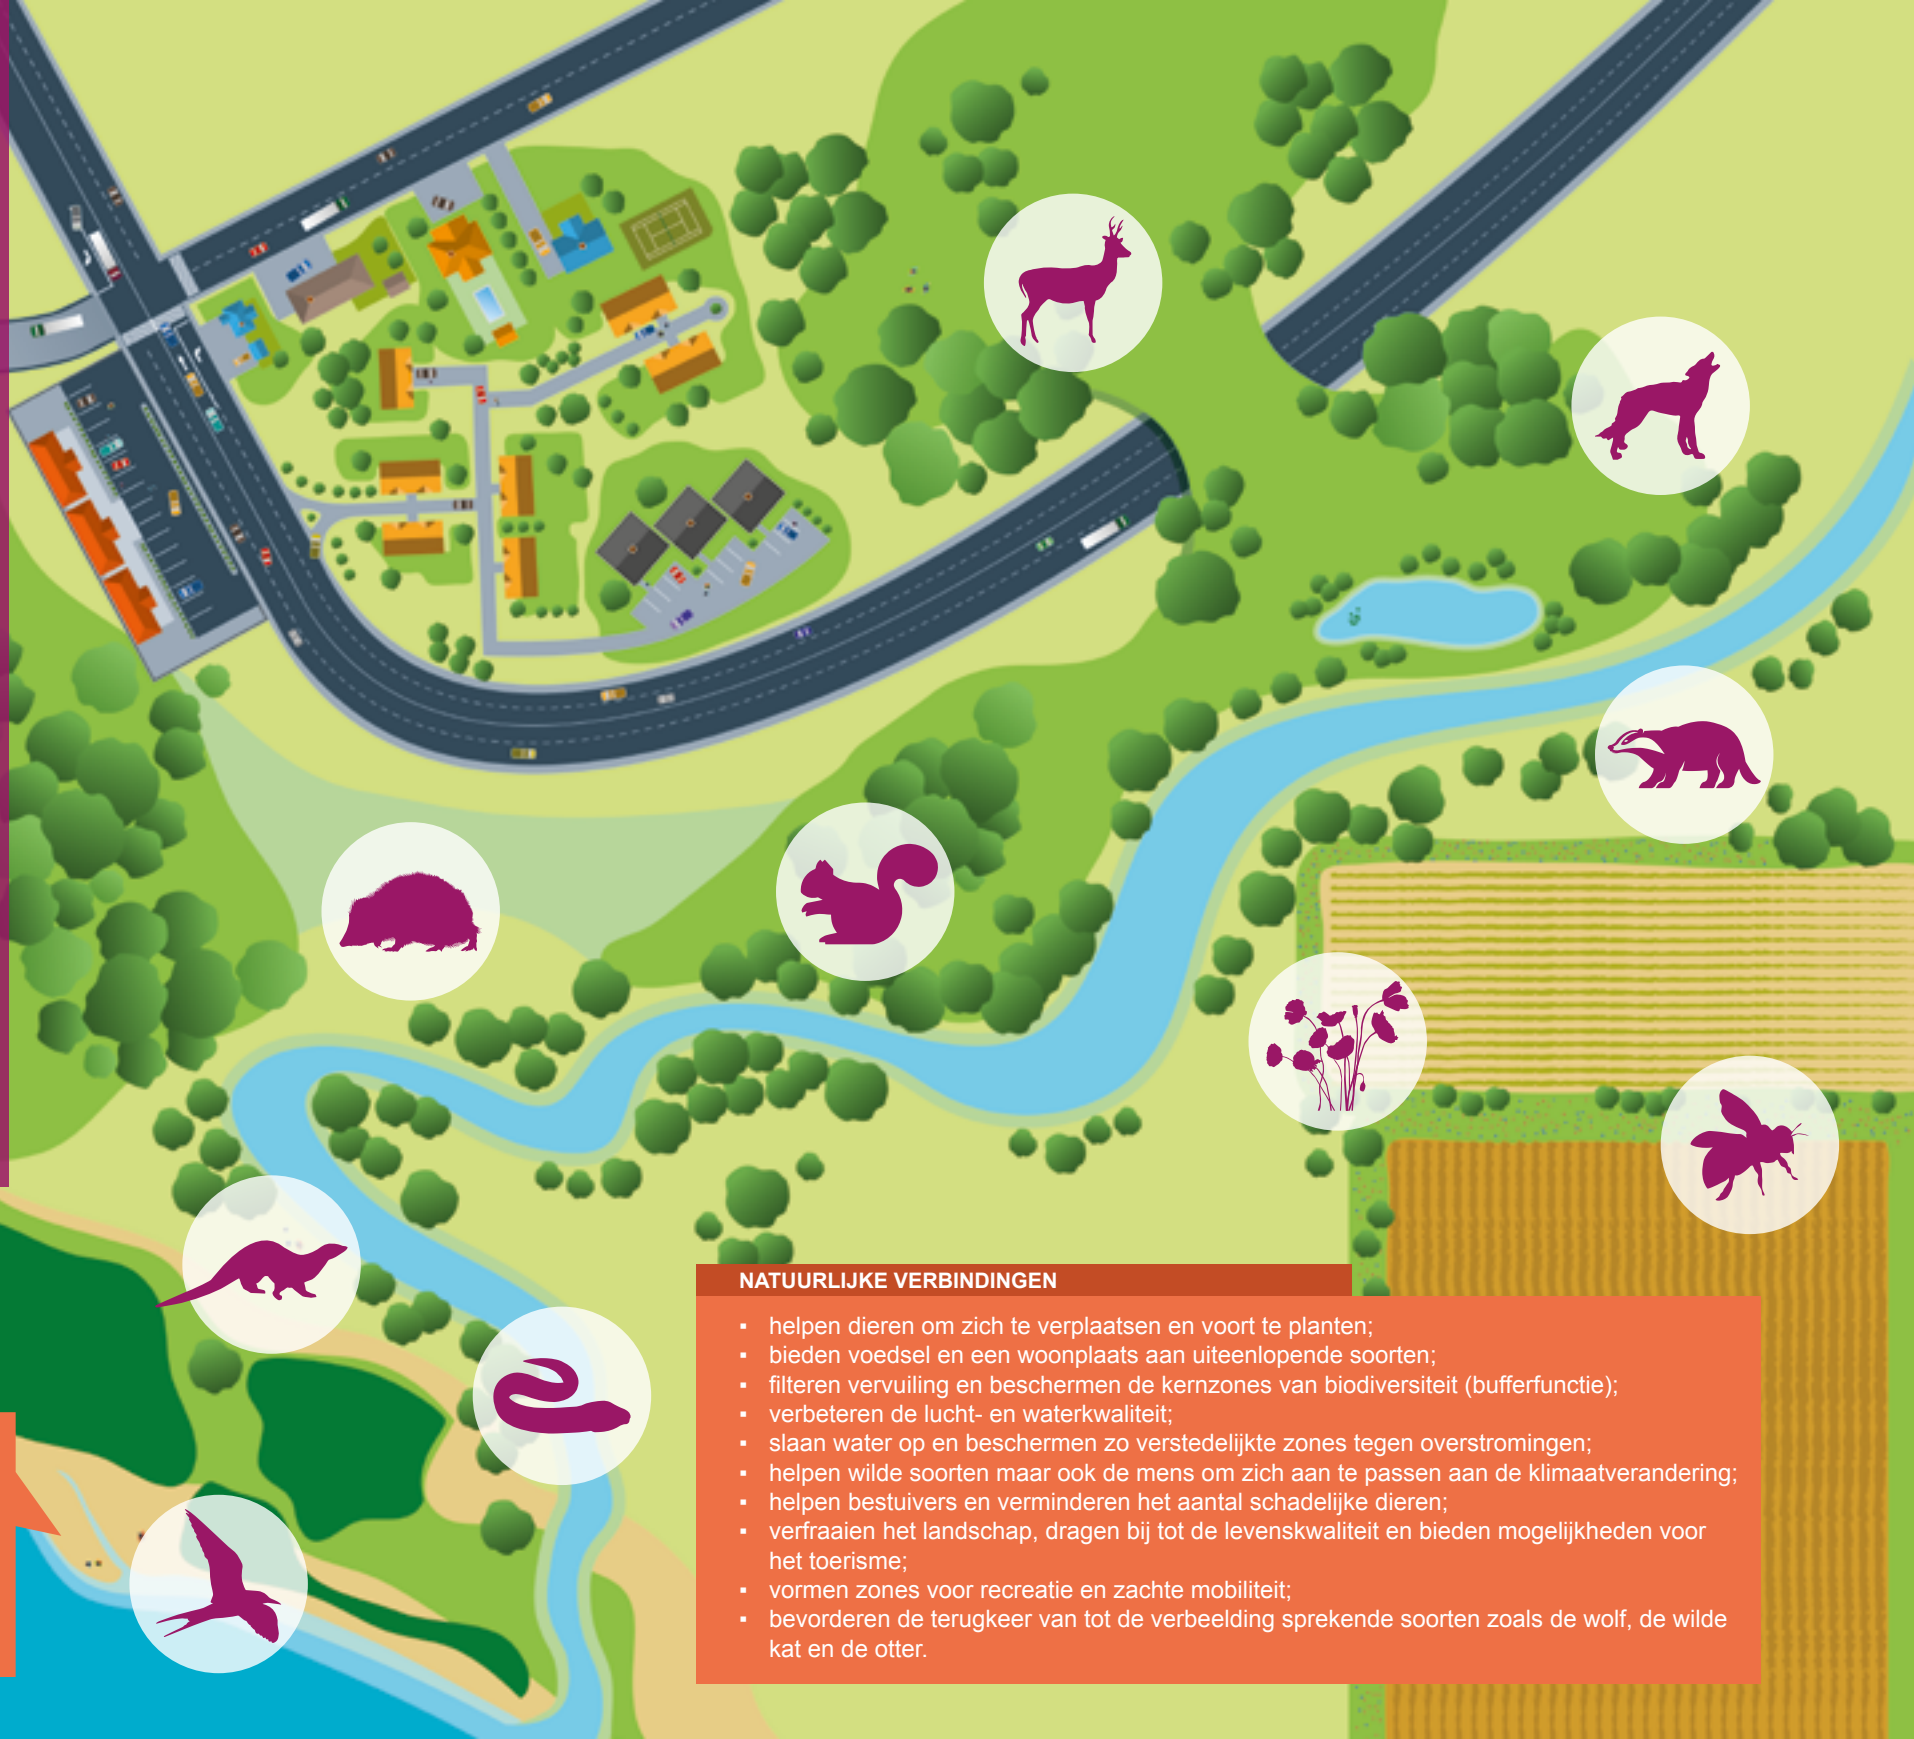 NATUURLIJKE VERBINDINGEN
▪ helpen dieren om zich te verplaatsen en voort te planten;
▪ bieden voedsel en een woonplaats aan uiteenlopende soorten;
▪ filteren vervuiling en beschermen de kernzones van biodiversiteit (bufferfunctie);
▪ verbeteren de lucht- en waterkwaliteit;
▪ slaan water op en beschermen zo verstedelijkte zones tegen overstromingen;
▪ helpen wilde soorten maar ook de mens om zich aan te passen aan de klimaatverandering;
▪ helpen bestuivers en verminderen het aantal schadelijke dieren;
▪ verfraaien het landschap, dragen bij tot de levenskwaliteit en bieden mogelijkheden voor
het toerisme;
▪ vormen zones voor recreatie en zachte mobiliteit;
▪ bevorderen de terugkeer van tot de verbeelding sprekende soorten zoals de wolf, de wilde
kat en de otter.